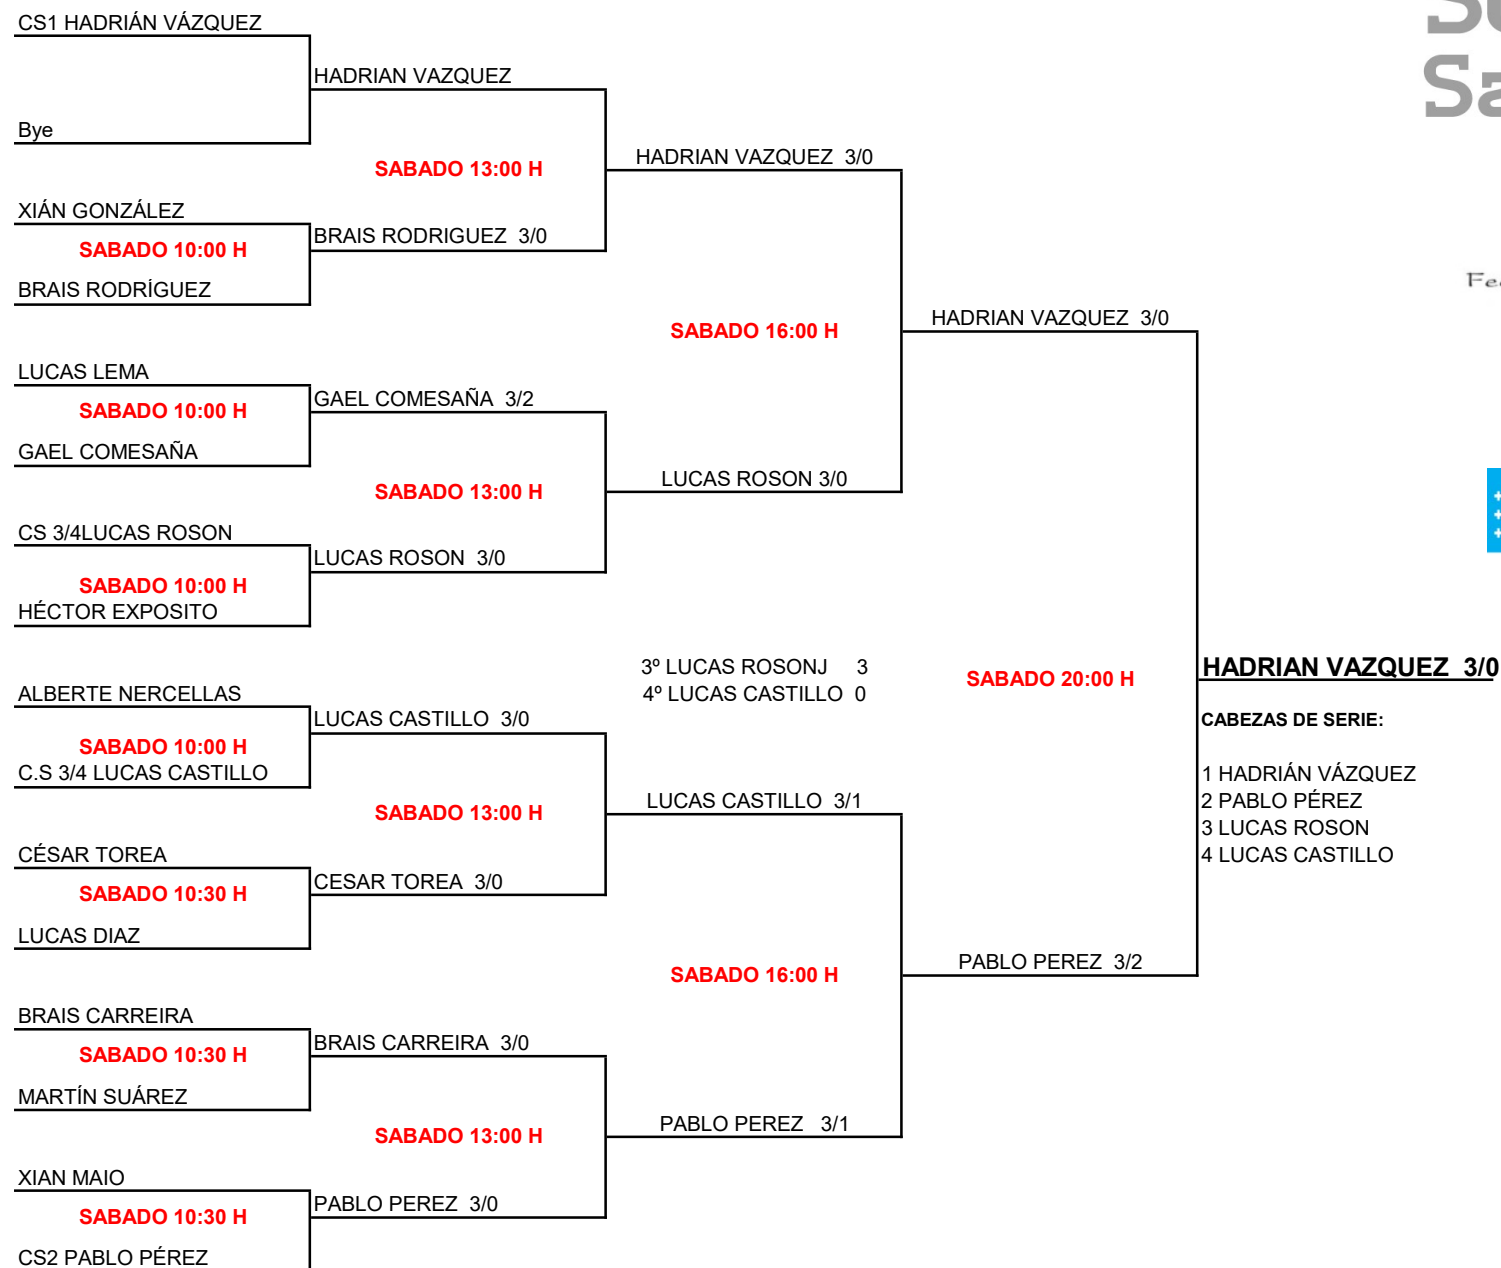 CS1 HADRIÁN VÁZQUEZ
HADRIAN VAZQUEZ
Bye
SABADO 13:00 H
HADRIAN VAZQUEZ 3/0
XIÁN GONZÁLEZ
SABADO 10:00 H
BRAIS RODRIGUEZ 3/0
BRAIS RODRÍGUEZ
SABADO 16:00 H
HADRIAN VAZQUEZ 3/0
LUCAS LEMA
SABADO 10:00 H
GAEL COMESAÑA 3/2
GAEL COMESAÑA
SABADO 13:00 H
LUCAS ROSON 3/0
CS 3/4LUCAS ROSON
SABADO 10:00 H
LUCAS ROSON 3/0
HÉCTOR EXPOSITO
3º LUCAS ROSONJ 3
4º LUCAS CASTILLO 0
SABADO 20:00 H
HADRIAN VAZQUEZ 3/0
ALBERTE NERCELLAS
LUCAS CASTILLO 3/0
SABADO 10:00 H
C.S 3/4 LUCAS CASTILLO
CABEZAS DE SERIE:
1 HADRIÁN VÁZQUEZ
2 PABLO PÉREZ
3 LUCAS ROSON
4 LUCAS CASTILLO
SABADO 13:00 H
LUCAS CASTILLO 3/1
CÉSAR TOREA
SABADO 10:30 H
CESAR TOREA 3/0
LUCAS DIAZ
SABADO 16:00 H
PABLO PEREZ 3/2
BRAIS CARREIRA
SABADO 10:30 H
BRAIS CARREIRA 3/0
MARTÍN SUÁREZ
SABADO 13:00 H
PABLO PEREZ 3/1
XIAN MAIO
SABADO 10:30 H
PABLO PEREZ 3/0
CS2 PABLO PÉREZ